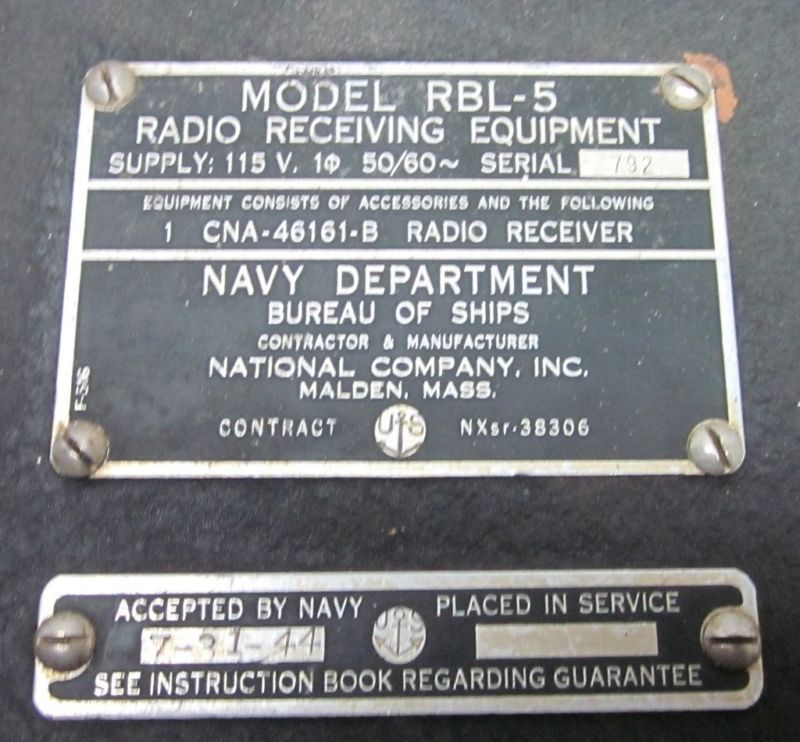 MODEL RBL-5
RADIO RECEIVING EQUIPMENT
SUPPLY: 115 V. 1Φ 50/60~ SERIAL 792
EQUIPMENT CONSISTS OF ACCESSORIES AND THE FOLLOWING
1 CNA-46161-B RADIO RECEIVER
NAVY DEPARTMENT
BUREAU OF SHIPS
CONTRACTOR & MANUFACTURER
NATIONAL COMPANY, INC.
MALDEN, MASS.
CONTRACT U S NXsr-38306
ACCEPTED BY NAVY U S PLACED IN SERVICE
7-31-44
SEE INSTRUCTION BOOK REGARDING GUARANTEE